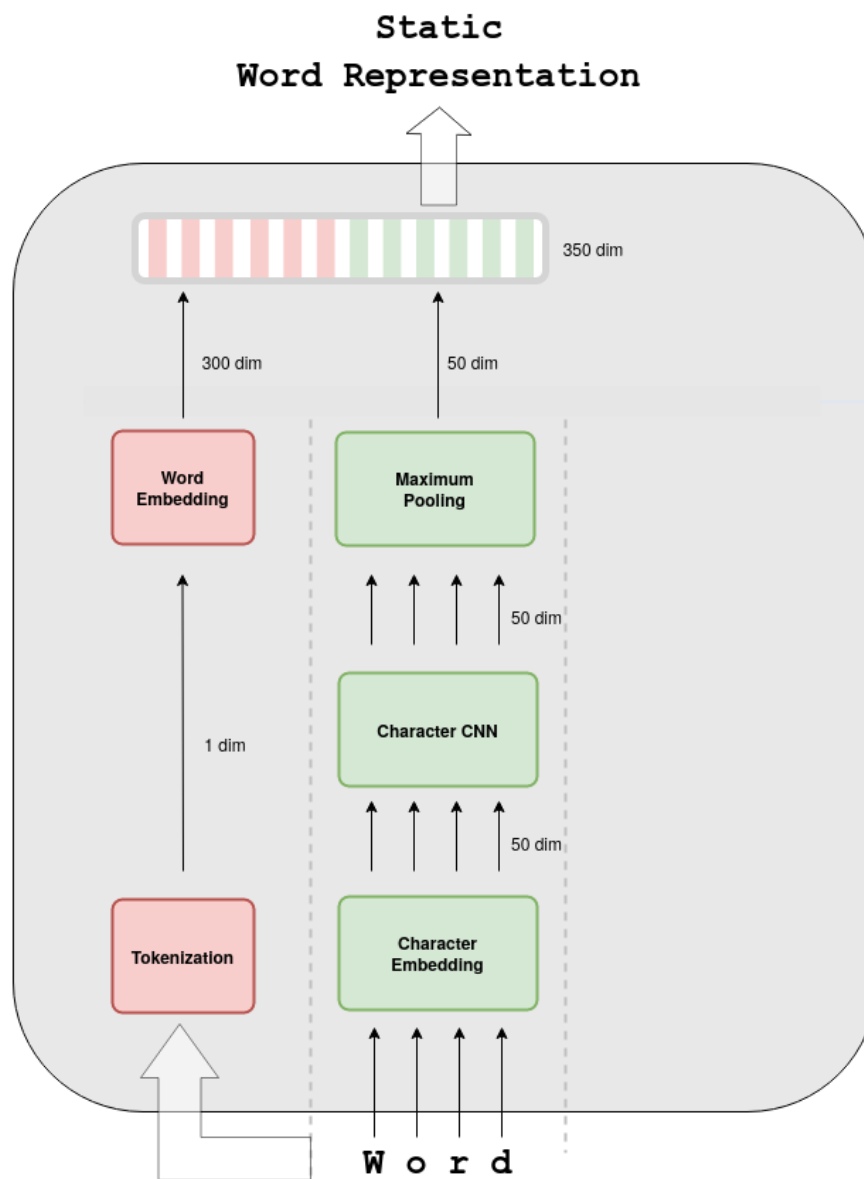 Static
Word Representation
350 dim
300 dim
50 dim
Word
Embedding
Maximum
Pooling
50 dim
Character CNN
1 dim
50 dim
Tokenization
Character
Embedding
W o r d